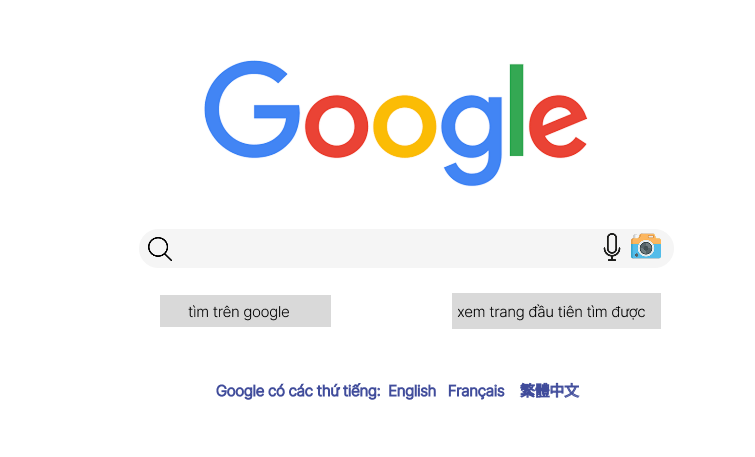 Google
tìm trên google
xem trang đầu tiên tìm được
Google có các thứ tiếng: English Français 繁體中文